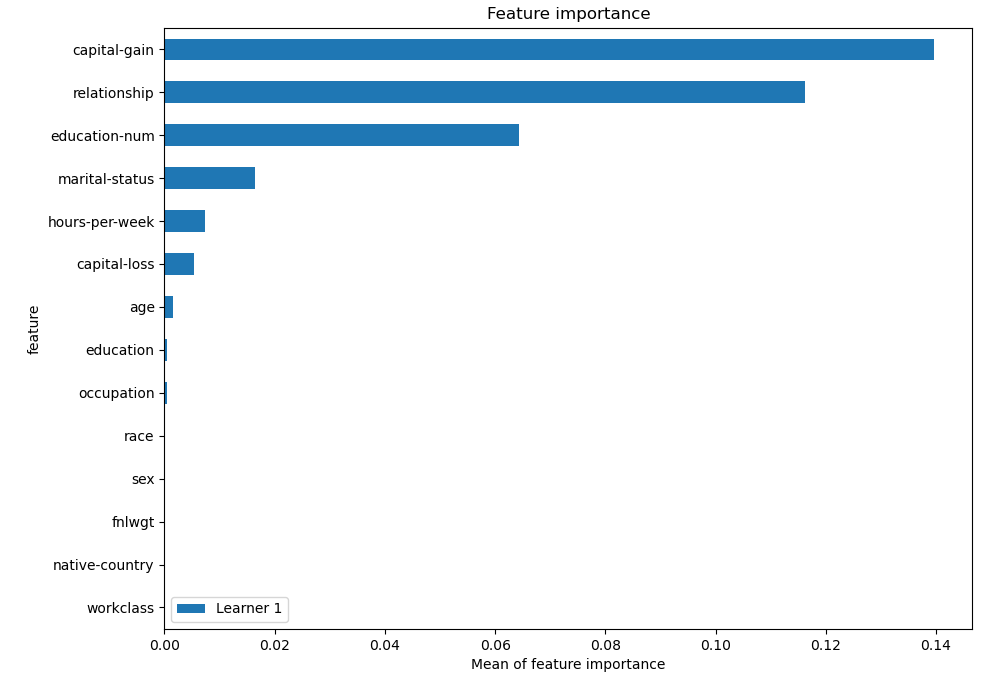 Feature importance
capital-gain
relationship
education-num
marital-status
hours-per-week
capital-loss
age
education
occupation
race
sex
fnlwgt
native-country
workclass
feature
Learner 1
0.00 0.02 0.04 0.06 0.08 0.10 0.12 0.14
Mean of feature importance